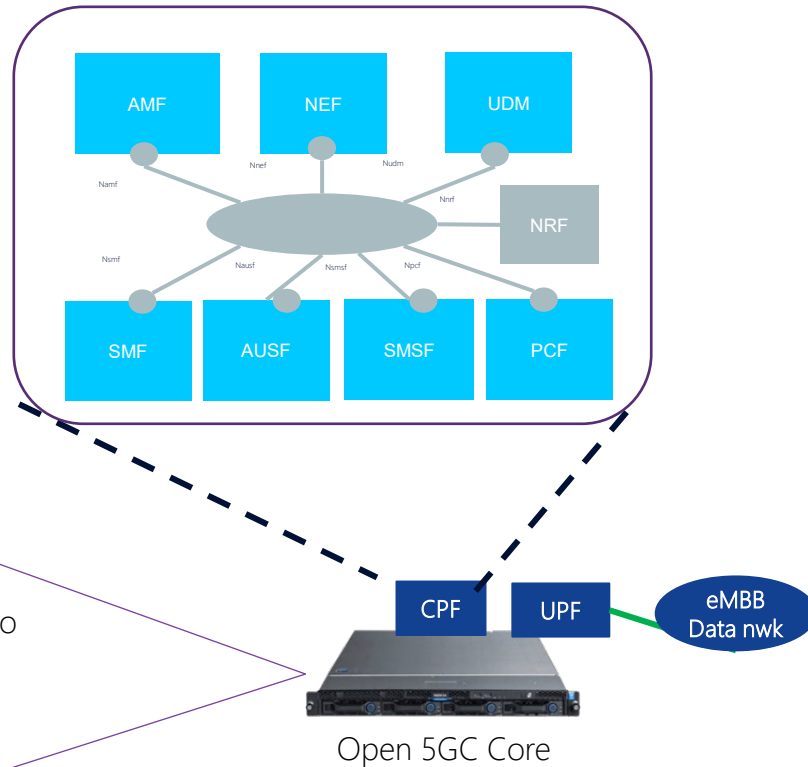 AMF
NEF
UDM
Nnef
Nudm
Namf
Nnrf
NRF
Nsmf
Nausf
Nsmsf
Npcf
SMF
AUSF
SMSF
PCF
CPF
UPF
eMBB
Data nwk
o
Open 5GC Core